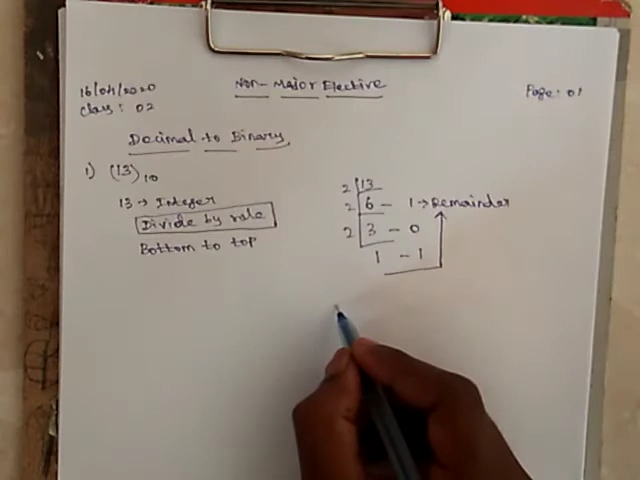 16/04/2020
Non-Major Elective
Page: 01
class: 02
Decimal to Binary
1) (13)10
13 → Integer
Divide by rule
Bottom to top
2 13
2 6 - 1 → Remainder
2 3 - 0
1 - 1